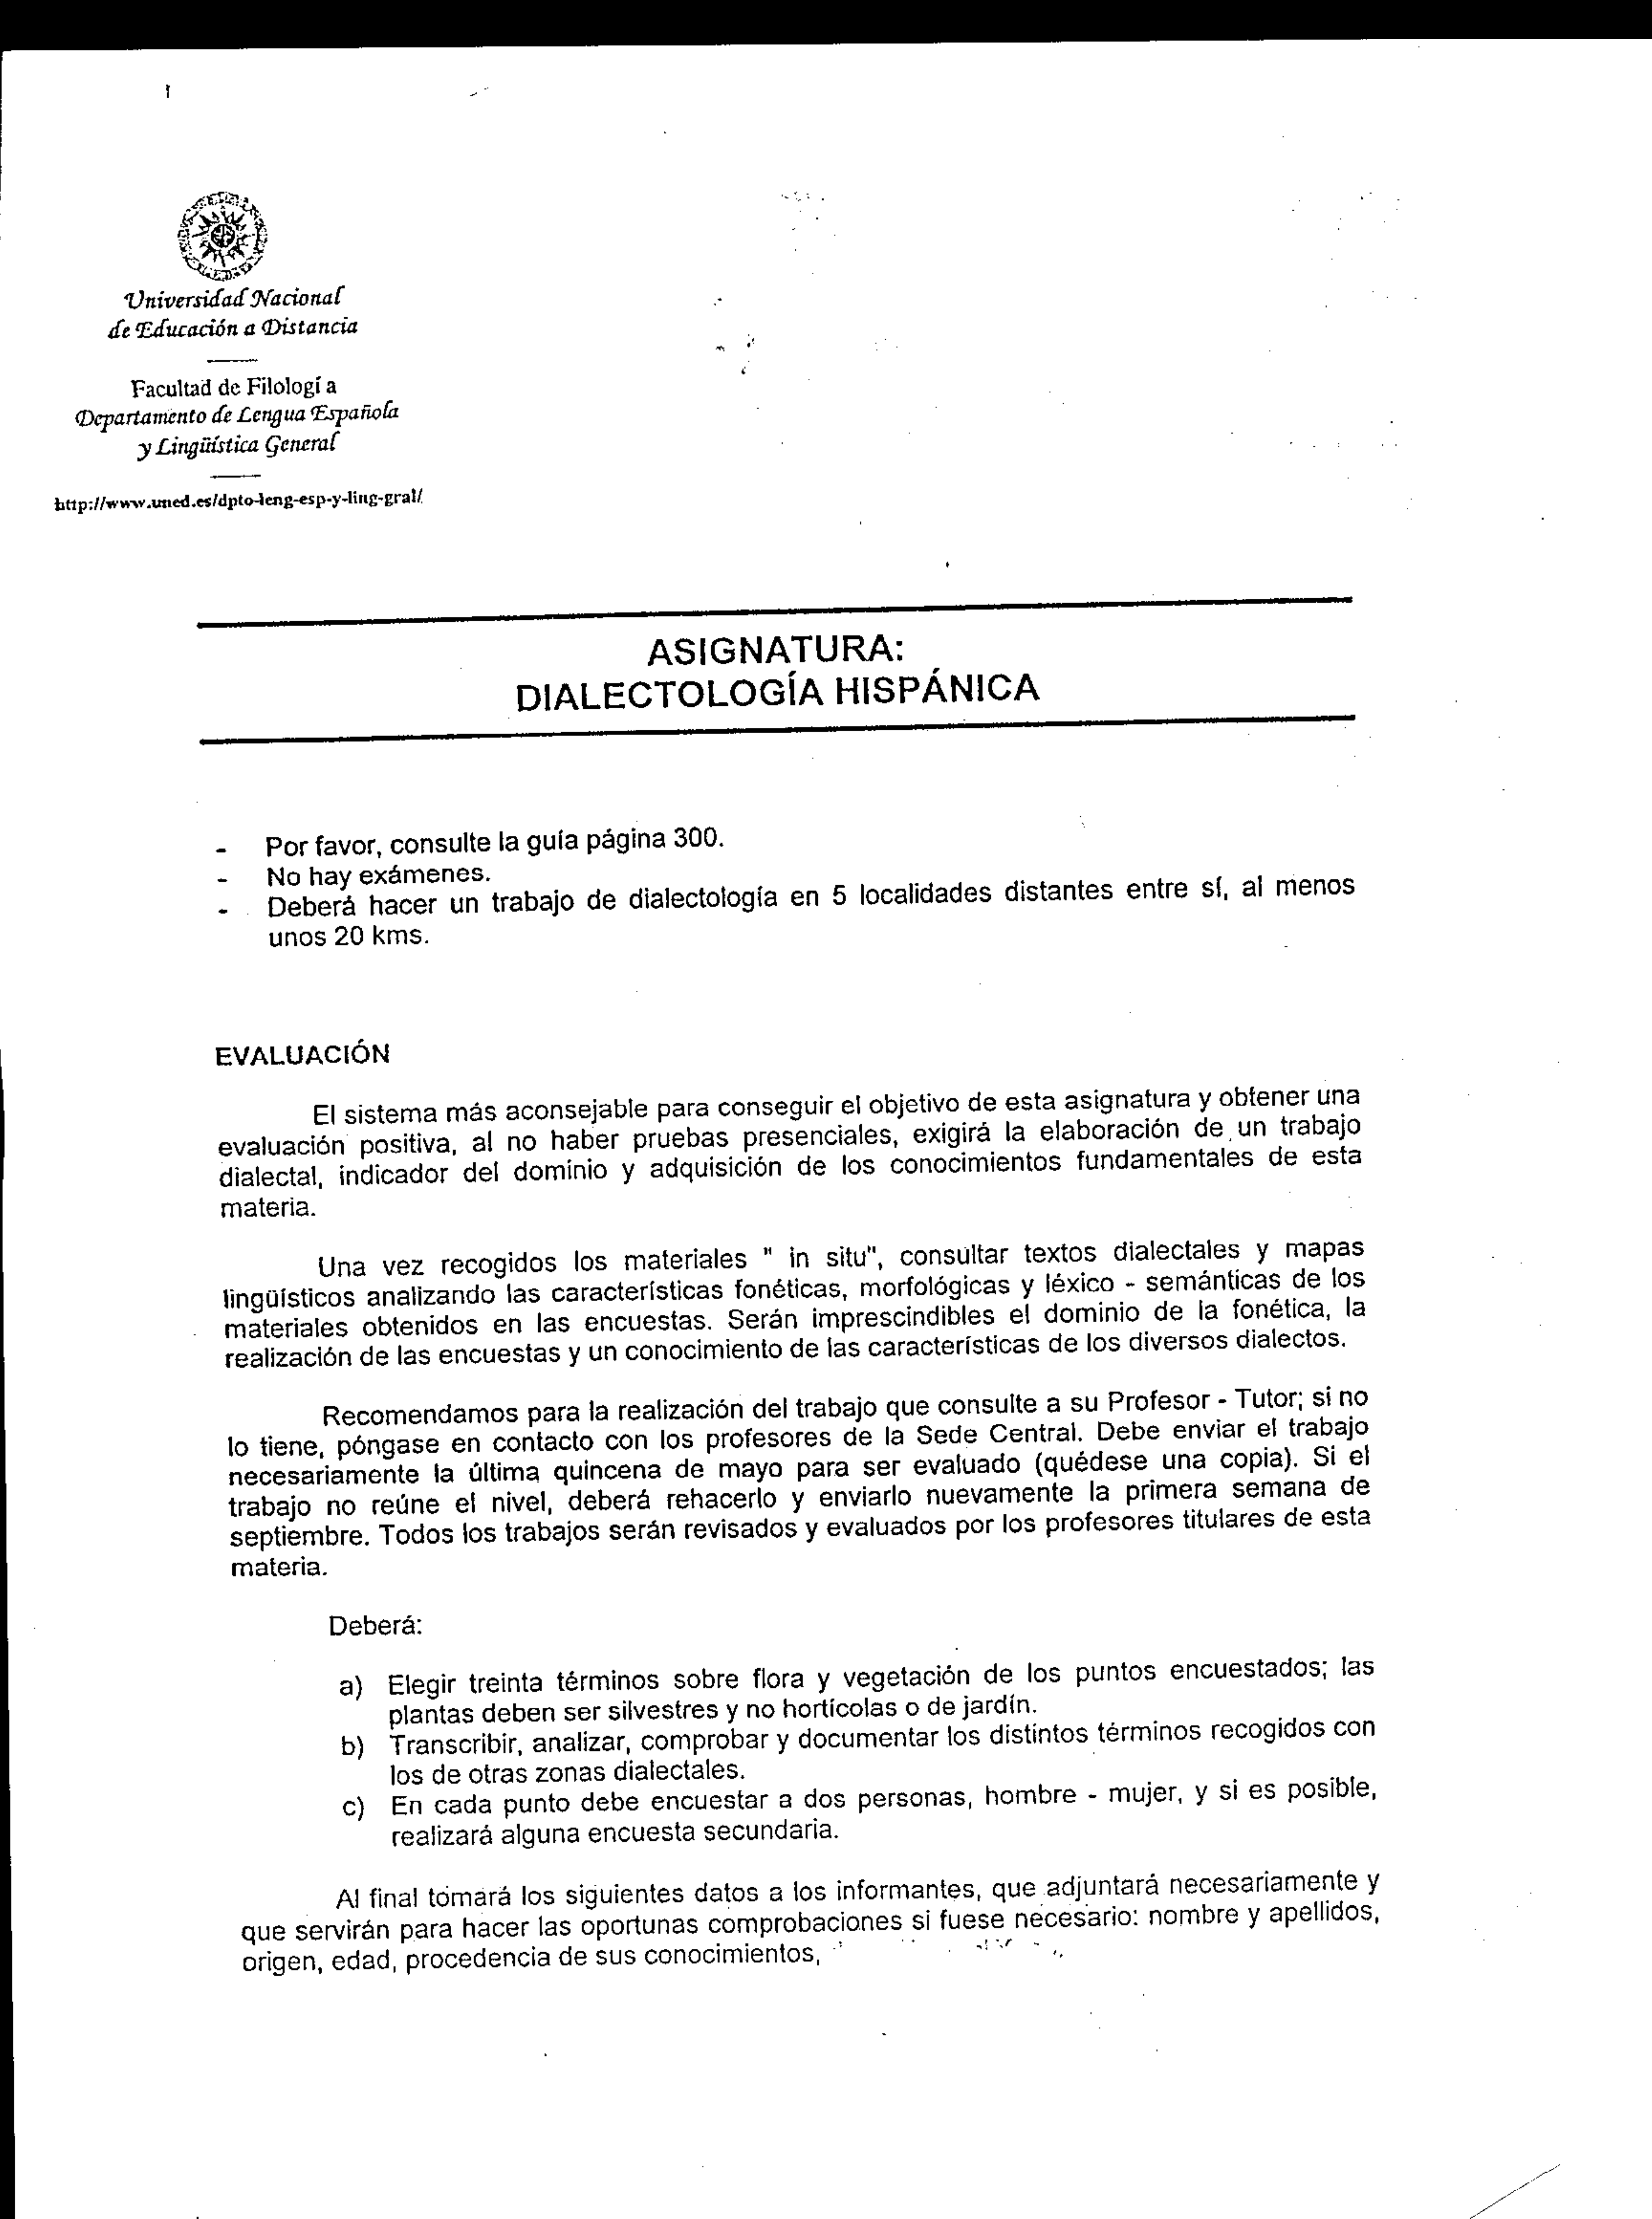 Universidad Nacional
de Educación a Distancia
Facultad de Filologí a
Departamento de Lengua Española
y Lingüística General
http://www.uned.es/dpto-leng-esp-y-ling-gral/
ASIGNATURA:
DIALECTOLOGÍA HISPÁNICA
- Por favor, consulte la guía página 300.
- No hay exámenes.
- Deberá hacer un trabajo de dialectología en 5 localidades distantes entre sí, al menos
unos 20 kms.
EVALUACIÓN
El sistema más aconsejable para conseguir el objetivo de esta asignatura y obtener una
evaluación positiva, al no haber pruebas presenciales, exigirá la elaboración de un trabajo
dialectal, indicador del dominio y adquisición de los conocimientos fundamentales de esta
materia.
Una vez recogidos los materiales " in situ", consultar textos dialectales y mapas
lingüísticos analizando las características fonéticas, morfológicas y léxico - semánticas de los
materiales obtenidos en las encuestas. Serán imprescindibles el dominio de la fonética, la
realización de las encuestas y un conocimiento de las características de los diversos dialectos.
Recomendamos para la realización del trabajo que consulte a su Profesor - Tutor; si no
lo tiene, póngase en contacto con los profesores de la Sede Central. Debe enviar el trabajo
necesariamente la última quincena de mayo para ser evaluado (quédese una copia). Si el
trabajo no reúne el nivel, deberá rehacerlo y enviarlo nuevamente la primera semana de
septiembre. Todos los trabajos serán revisados y evaluados por los profesores titulares de esta
materia.
Deberá:
a) Elegir treinta términos sobre flora y vegetación de los puntos encuestados; las
plantas deben ser silvestres y no hortícolas o de jardín.
b) Transcribir, analizar, comprobar y documentar los distintos términos recogidos con
los de otras zonas dialectales.
c) En cada punto debe encuestar a dos personas, hombre - mujer, y si es posible,
realizará alguna encuesta secundaria.
Al final tomará los siguientes datos a los informantes, que adjuntará necesariamente y
que servirán para hacer las oportunas comprobaciones si fuese necesario: nombre y apellidos,
origen, edad, procedencia de sus conocimientos,